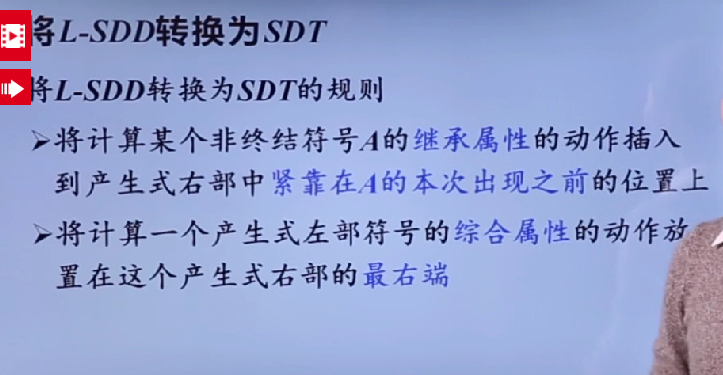 将L-SDD转换为SDT
将L-SDD转换为SDT的规则
将计算某个非终结符号A的继承属性的动作插入
到产生式右部中紧靠在A的本次出现之前的位置上
将计算一个产生式左部符号的综合属性的动作放
置在这个产生式右部的最右端